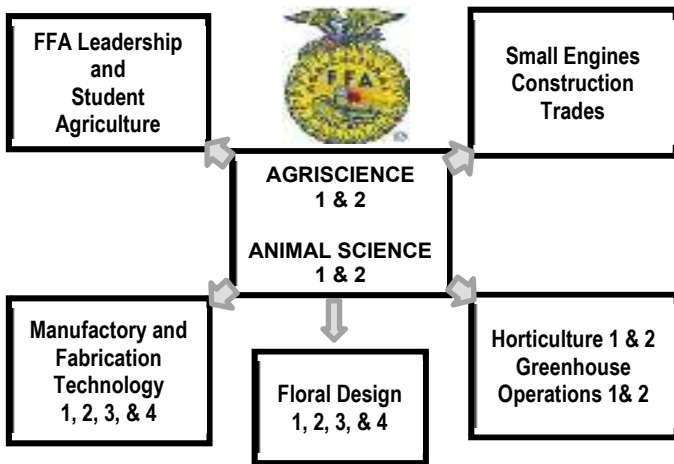 FFA Leadership
and
Student
Agriculture
FFA
Small Engines
Construction
Trades
AGRISCIENCE
1 & 2
ANIMAL SCIENCE
1 & 2
Manufactory and
Fabrication
Technology
1, 2, 3, & 4
Floral Design
1, 2, 3, & 4
Horticulture 1 & 2
Greenhouse
Operations 1& 2